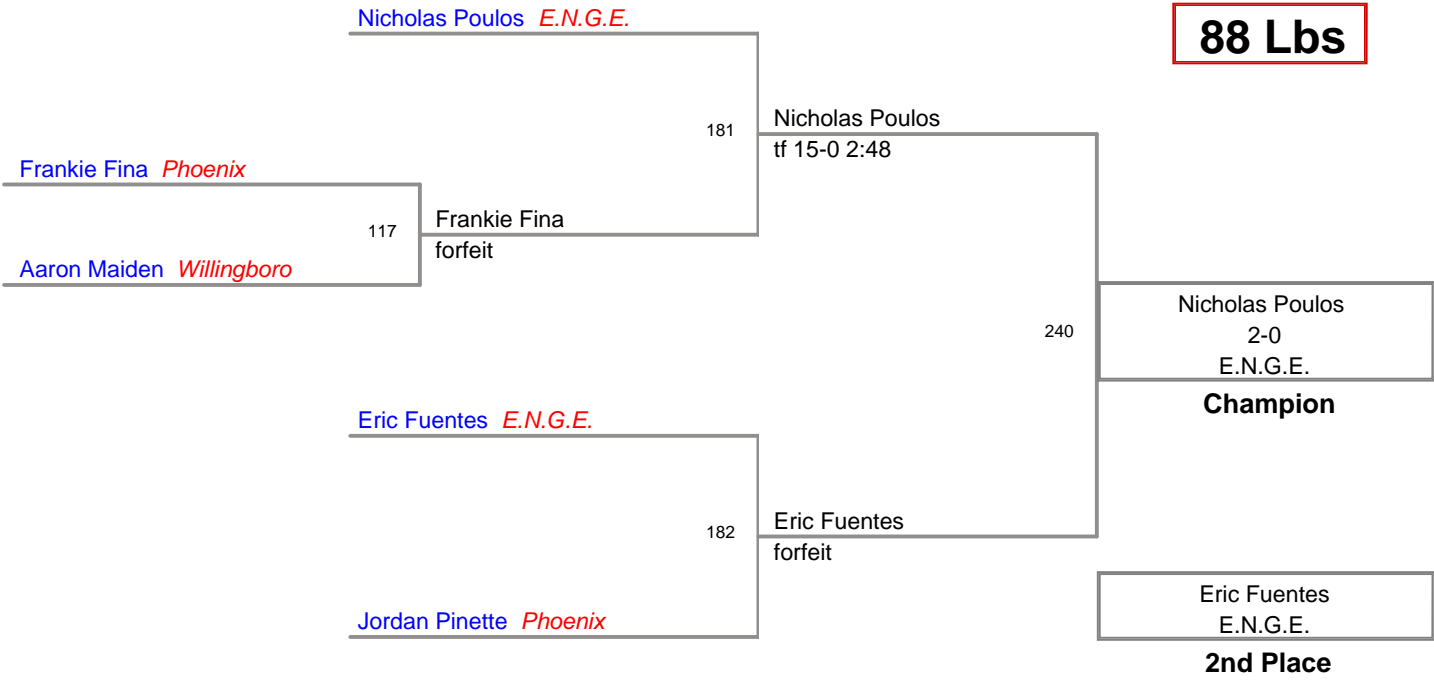 Nicholas Poulos E.N.G.E.
88 Lbs
181
Nicholas Poulos
tf 15-0 2:48
Frankie Fina Phoenix
117
Frankie Fina
forfeit
Aaron Maiden Willingboro
240
Nicholas Poulos
2-0
E.N.G.E.
Champion
Eric Fuentes E.N.G.E.
182
Eric Fuentes
forfeit
Jordan Pinette Phoenix
Eric Fuentes
E.N.G.E.
2nd Place